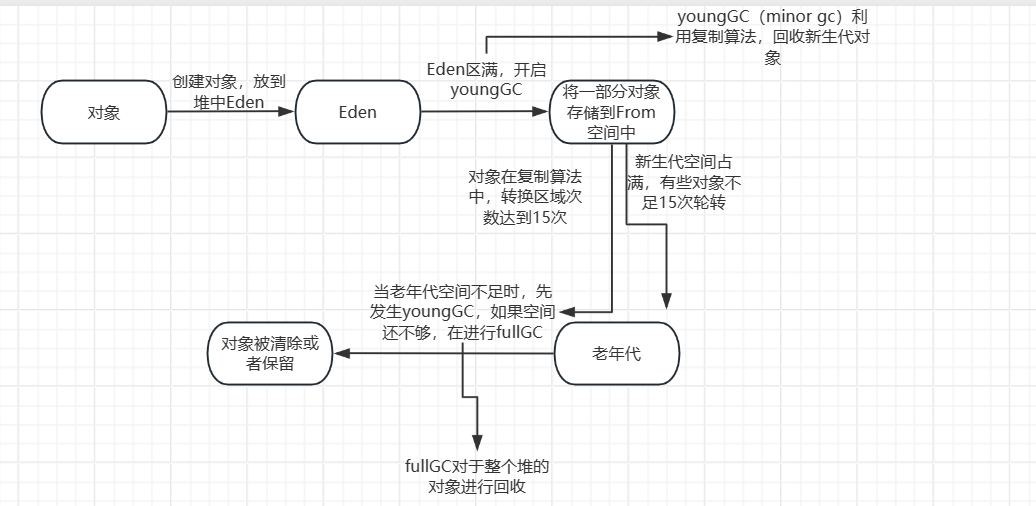 youngGC（minor gc）利
用复制算法，回收新生代对
象
Eden区满，开启
youngGC
创建对象，放到
堆中Eden
对象
Eden
将一部分对象
存储到From
空间中
对象在复制算法
中，转换区域次
数达到15次
新生代空间占
满，有些对象不
足15次轮转
当老年代空间不足时，先
发生youngGC，如果空间
还不够，在进行fullGC
对象被清除或
者保留
老年代
fullGC对于整个堆的
对象进行回收